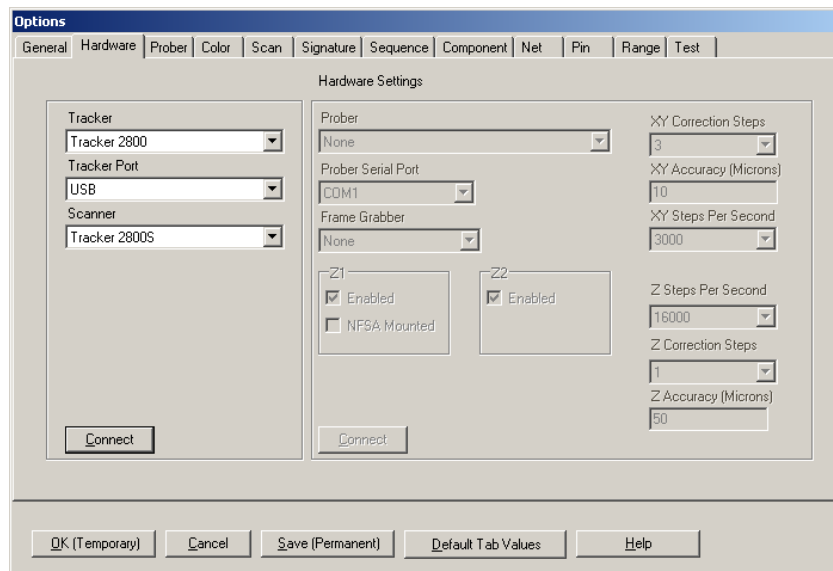 Options
General Hardware Prober Color Scan Signature Sequence Component Net Pin Range Test
Hardware Settings
Tracker
Tracker 2800
Tracker Port
USB
Scanner
Tracker 2800S
Connect
Prober
None
Prober Serial Port
COM1
Frame Grabber
None
Z1
Enabled
NFSA Mounted
Z2
Enabled
Connect
XY Correction Steps
3
XY Accuracy (Microns)
10
XY Steps Per Second
3000
Z Steps Per Second
16000
Z Correction Steps
1
Z Accuracy (Microns)
50
OK (Temporary) Cancel Save (Permanent) Default Tab Values Help